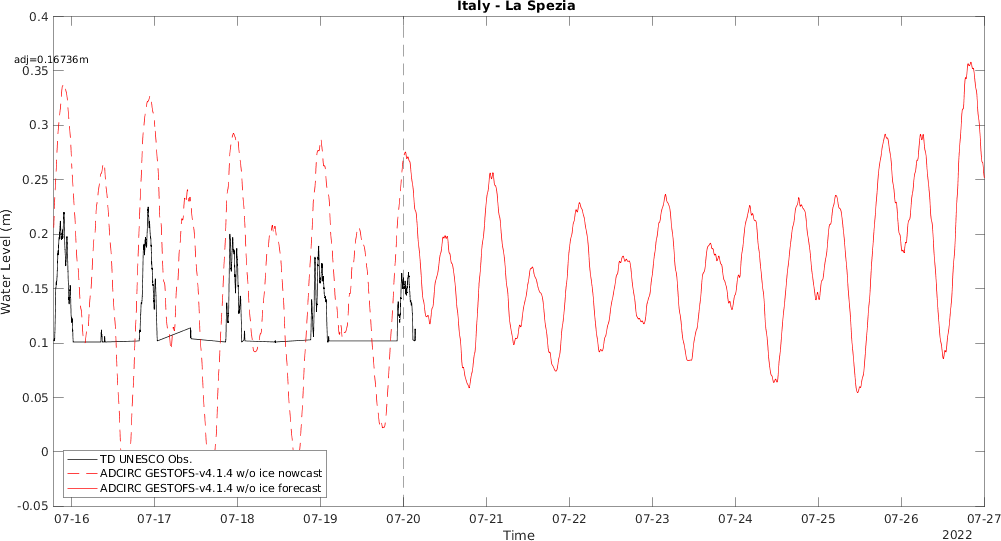 Italy - La Spezia
adj=0.16736m
Water Level (m)
0.4
0.35
0.3
0.25
0.2
0.15
0.1
0.05
0
-0.05
TD UNESCO Obs.
ADCIRC GESTOFS-v4.1.4 w/o ice nowcast
ADCIRC GESTOFS-v4.1.4 w/o ice forecast
07-16 07-17 07-18 07-19 07-20 07-21 07-22 07-23 07-24 07-25 07-26 07-27
Time
2022